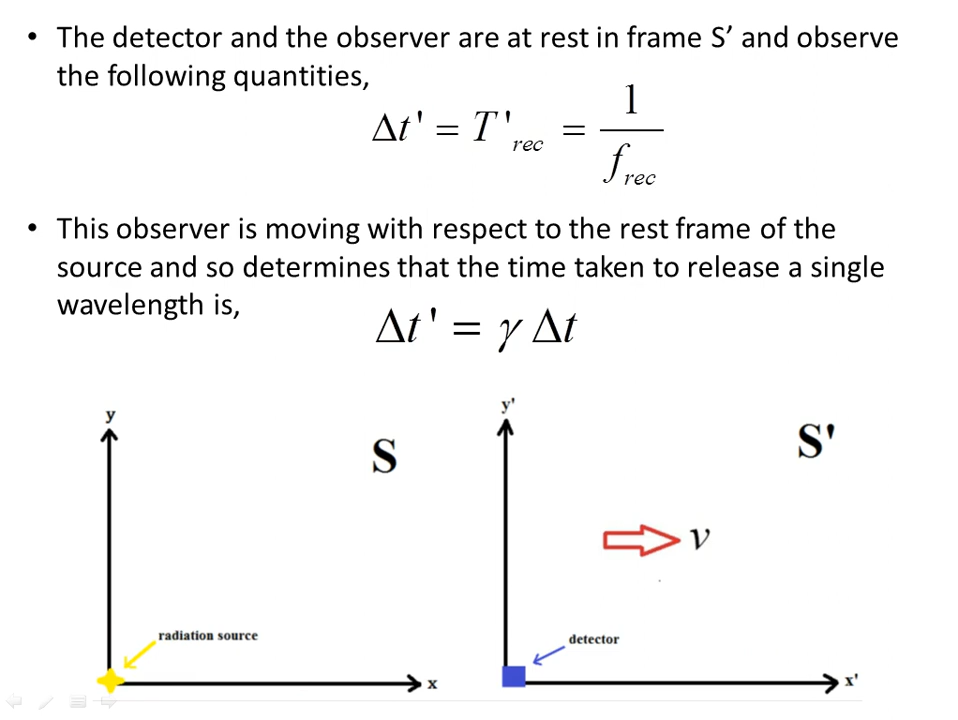 • The detector and the observer are at rest in frame S’ and observe
the following quantities,
Δt' = T'rec = 1/frec
• This observer is moving with respect to the rest frame of the
source and so determines that the time taken to release a single
wavelength is,
Δt' = γ Δt
y
S
radiation source
x
y'
S'
v
detector
x'